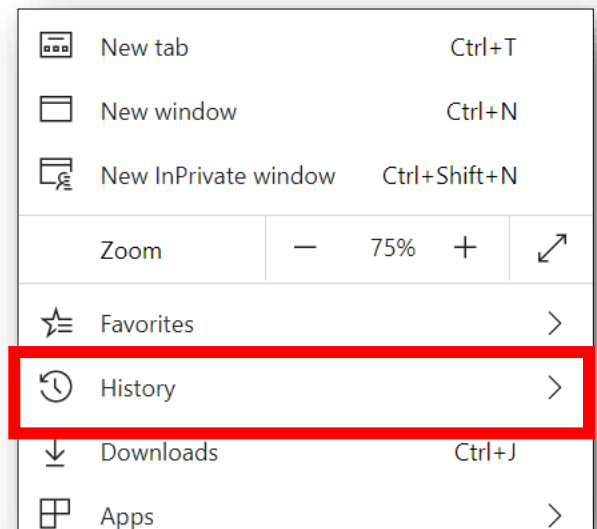 New tab Ctrl+T
New window Ctrl+N
New InPrivate window Ctrl+Shift+N
Zoom — 75% +
Favorites
History
Downloads Ctrl+J
Apps